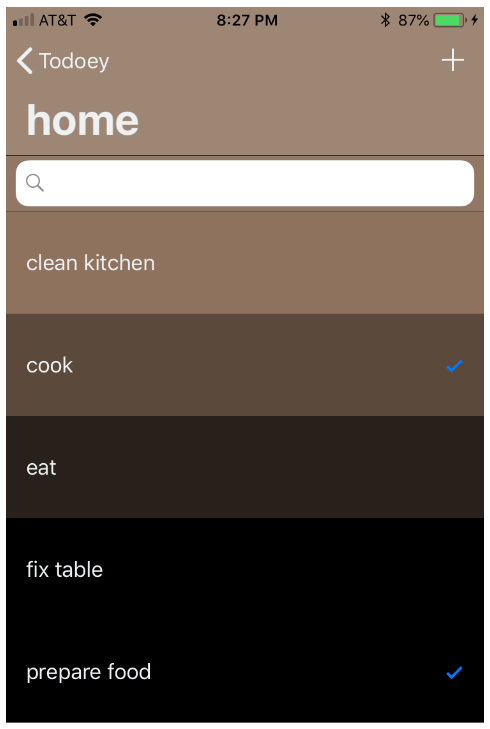 AT&T 8:27 PM 87%
Todoey
home
clean kitchen
cook
eat
fix table
prepare food